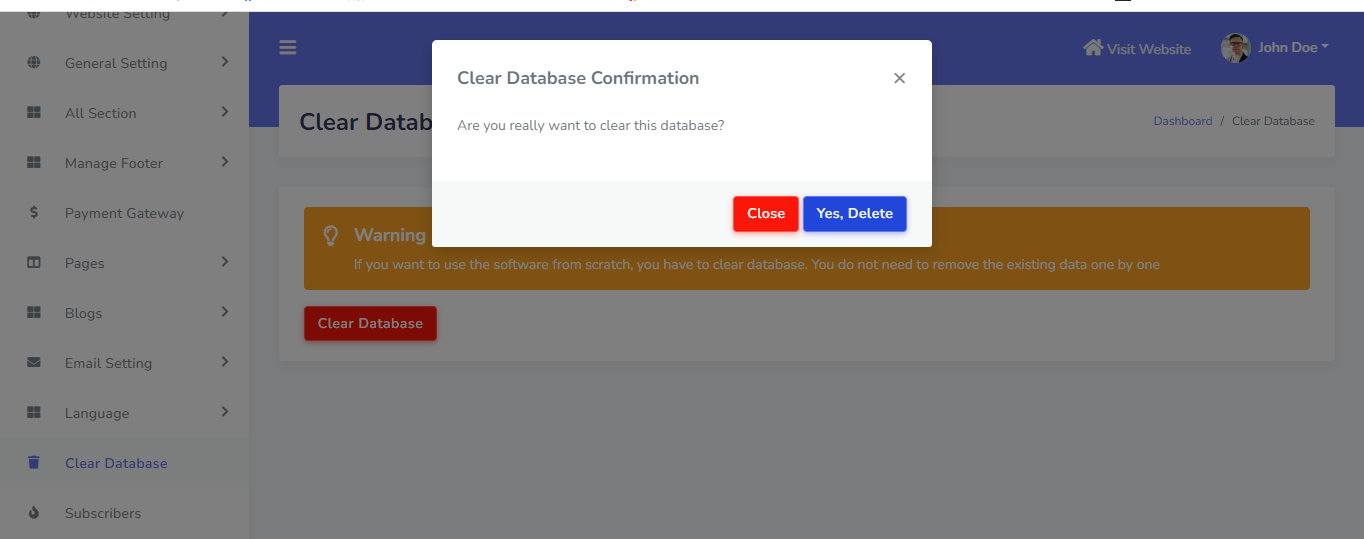 Website Setting
General Setting
All Section
Manage Footer
Payment Gateway
Pages
Blogs
Email Setting
Language
Clear Database
Subscribers
Visit Website
John Doe
Clear Datab
Dashboard / Clear Database
Clear Database Confirmation
×
Are you really want to clear this database?
Close
Yes, Delete
Warning
If you want to use the software from scratch, you have to clear database. You do not need to remove the existing data one by one
Clear Database